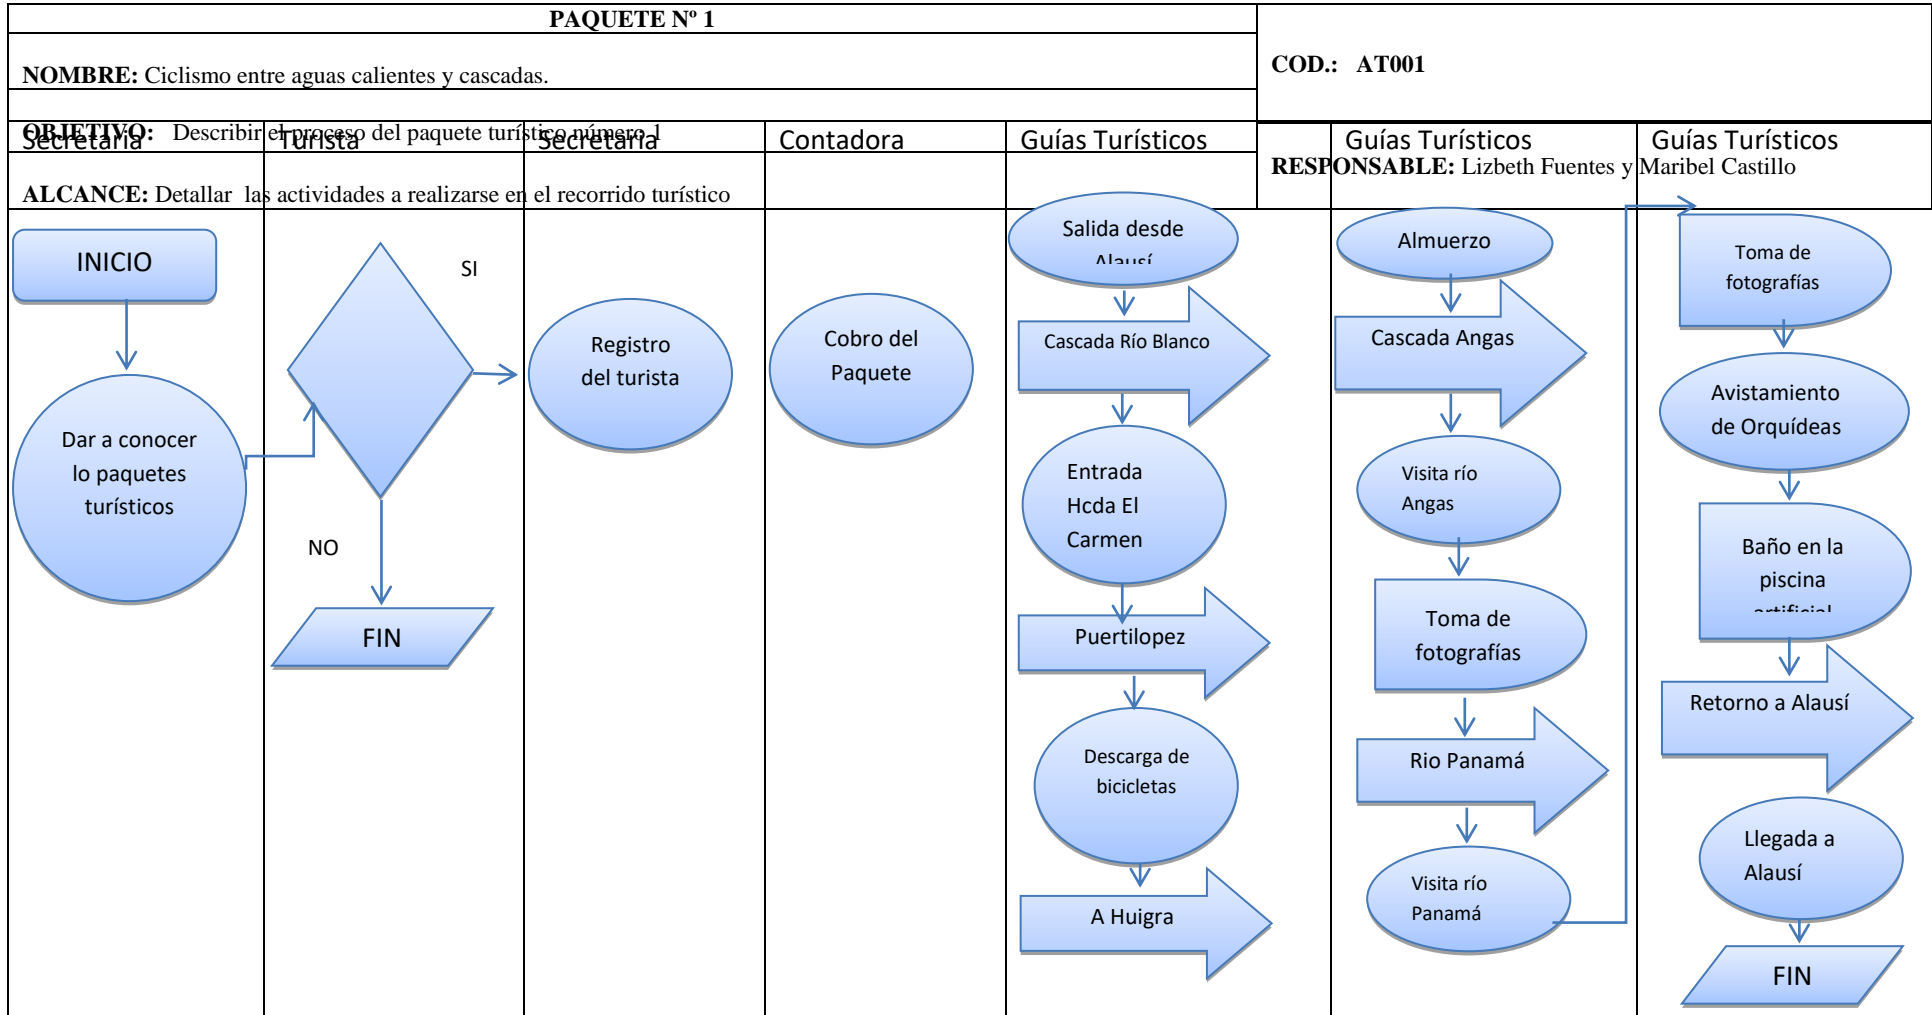 PAQUETE Nº 1
NOMBRE: Ciclismo entre aguas calientes y cascadas.
COD.: AT001
OBJETIVO: Describir el proceso del paquete turístico número 1
ALCANCE: Detallar las actividades a realizarse en el recorrido turístico
RESPONSABLE: Lizbeth Fuentes y Maribel Castillo
Secretaria
Turista
Secretaria
Contadora
Guías Turísticos
Guías Turísticos
Guías Turísticos
INICIO
Dar a conocer
lo paquetes
turísticos
SI
NO
FIN
Registro
del turista
Cobro del
Paquete
Salida desde
Alausí
Cascada Río Blanco
Entrada
Hcda El
Carmen
Puertilopez
Descarga de
bicicletas
A Huigra
Almuerzo
Cascada Angas
Visita río
Angas
Toma de
fotografías
Rio Panamá
Visita río
Panamá
Toma de
fotografías
Avistamiento
de Orquídeas
Baño en la
piscina
artificial
Retorno a Alausí
Llegada a
Alausí
FIN